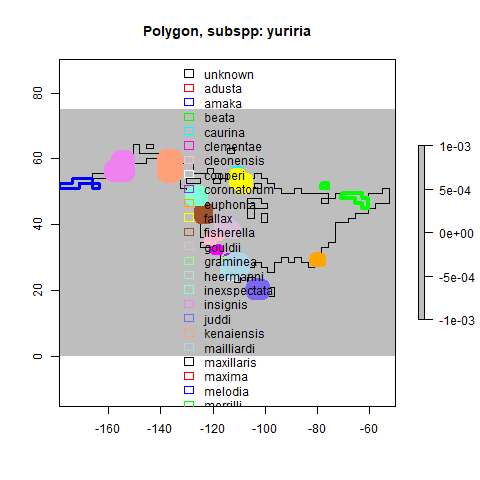 Polygon, subspp: yuriria
unknown
adusta
amaka
beata
caurina
clementae
cleonensis
cooperi
coronatorum
euphonia
fallax
fisherella
gouldii
graminea
heermanni
inexspectata
insignis
juddi
kenaiensis
mailliardi
maxillaris
maxima
melodia
merrilli
80
60
40
20
0
-160
-140
-120
-100
-80
-60
1e-03
5e-04
0e+00
-5e-04
-1e-03